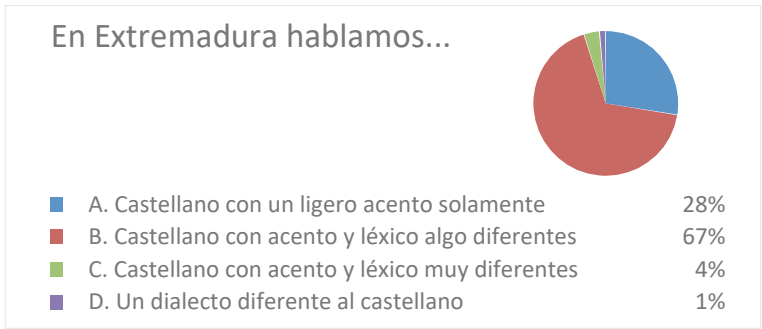 En Extremadura hablamos...
A. Castellano con un ligero acento solamente 28%
B. Castellano con acento y léxico algo diferentes 67%
C. Castellano con acento y léxico muy diferentes 4%
D. Un dialecto diferente al castellano 1%